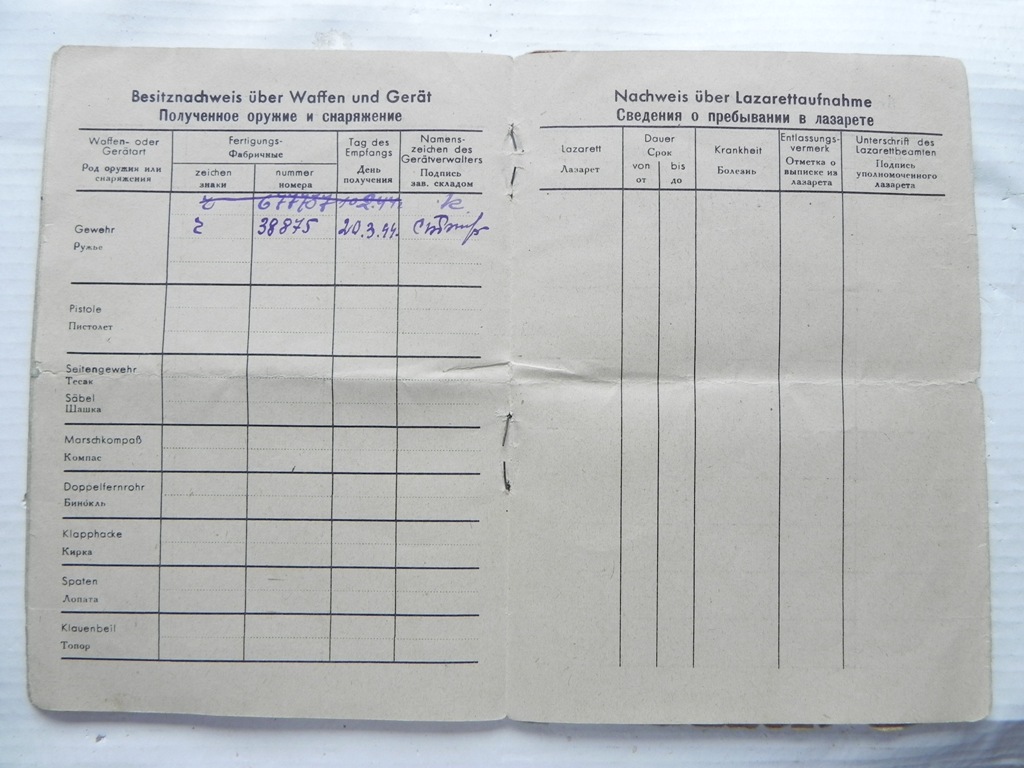 Besitznachweis über Waffen und Gerät
Полученное оружие и снаряжение
Waffen- oder Gerätart
Род оружия или снаряжения
Fertigungs-
Фабричные
zeichen
знаки
nummer
номера
Tag des Empfangs
День получения
Namens-zeichen des Gerätverwalters
Подпись зав. складом
677757 10.2.44.
Gewehr
Ружье
38875 20.3.44.
Pistole
Пистолет
Seitengewehr
Тесак
Säbel
Шашка
Marschkompaß
Компас
Doppelfernrohr
Бинокль
Klapphacke
Кирка
Spaten
Лопата
Klauenbeil
Топор
Nachweis über Lazarettaufnahme
Сведения о пребывании в лазарете
Lazarett
Лазарет
Dauer
Срок
von
от
bis
до
Krankheit
Болезнь
Entlassungs-vermerk
Отметка о выписке из лазарета
Unterschrift des Lazarettbeamten
Подпись уполномоченного лазарета